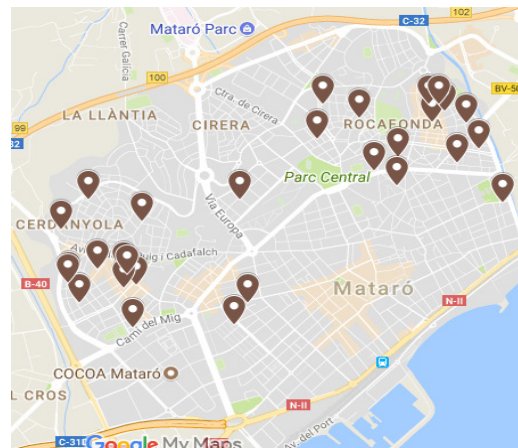 102
C-32
Mataró Parc
Carrer Galícia
100
BV-50
Ctra. de Cirera
LA LLÀNTIA
CIRERA
ROCAFONDA
99
32
Parc Central
Via Europa
CERDANYOLA
Puig i Cadafalch
B-40
Mataró
N-II
Camí del Mig
COCOA Mataró
EL CROS
N-II
Av. del Port
C-31D
Google My Maps